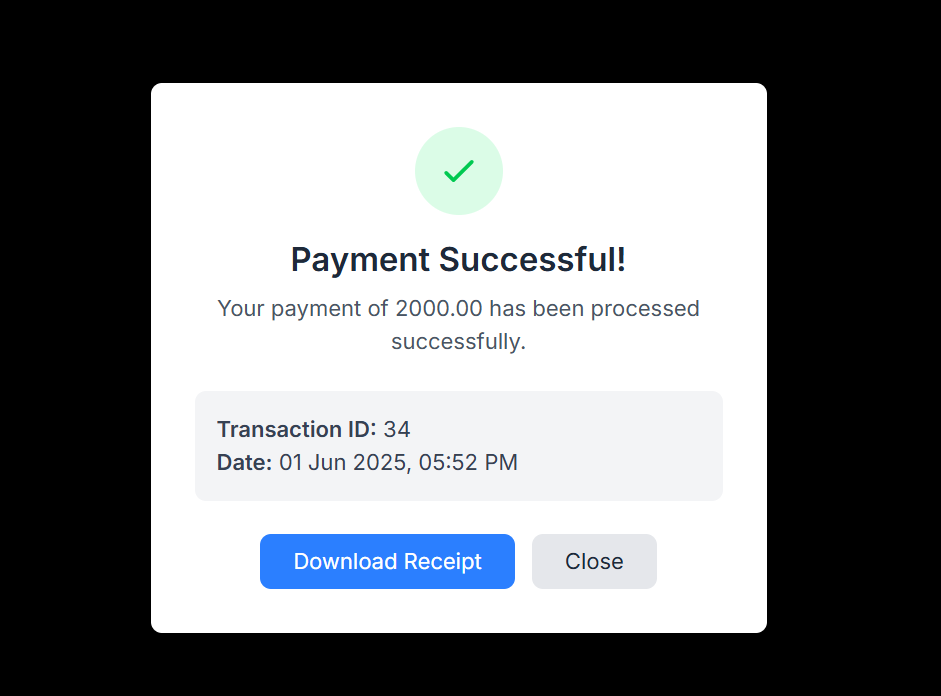 Payment Successful!
Your payment of 2000.00 has been processed
successfully.
Transaction ID: 34
Date: 01 Jun 2025, 05:52 PM
Download Receipt
Close